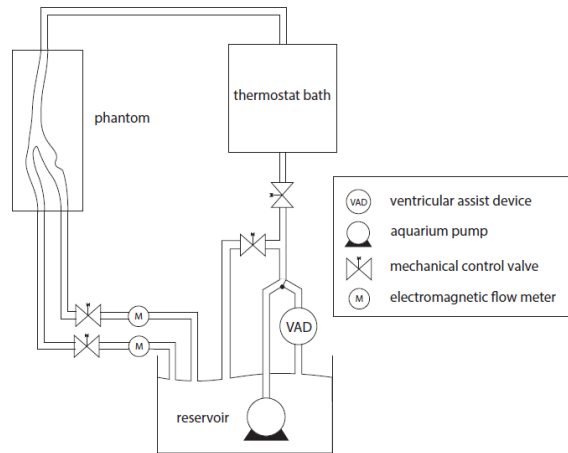 thermostat bath
phantom
VAD ventricular assist device
aquarium pump
mechanical control valve
M electromagnetic flow meter
M
VAD
M
reservoir